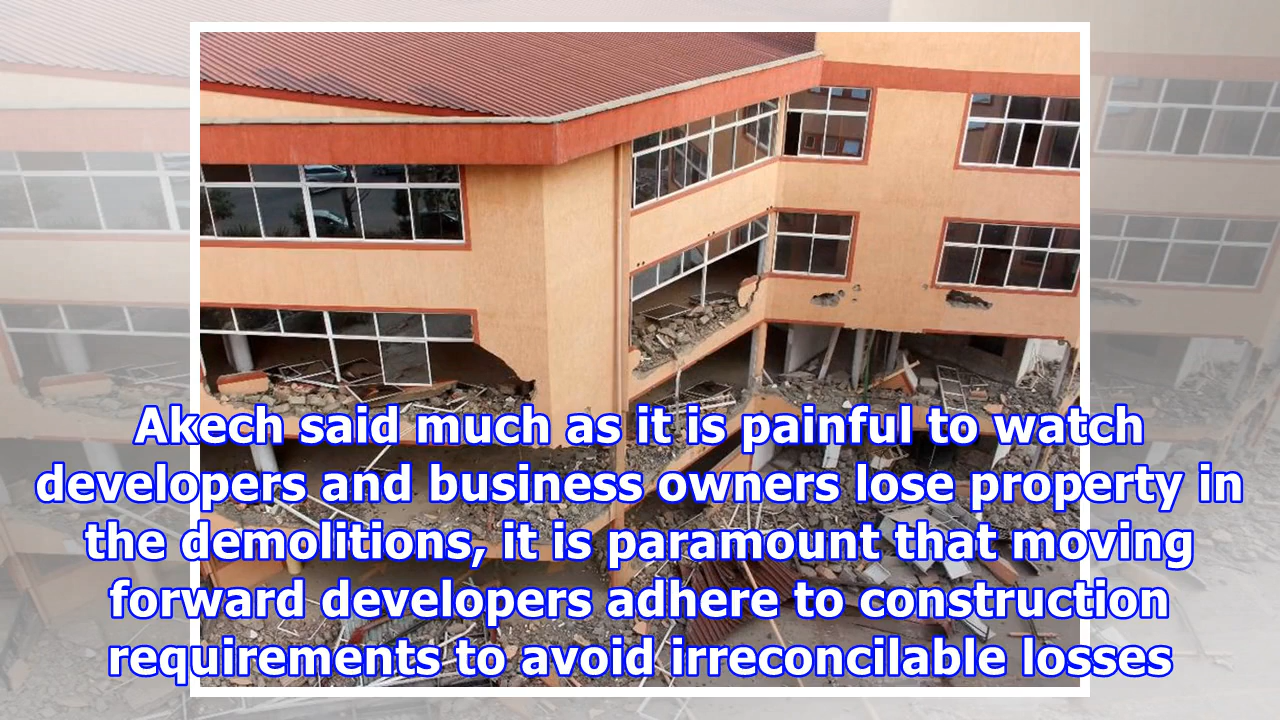 Akech said much as it is painful to watch
developers and business owners lose property in
the demolitions, it is paramount that moving
forward developers adhere to construction
requirements to avoid irreconcilable losses